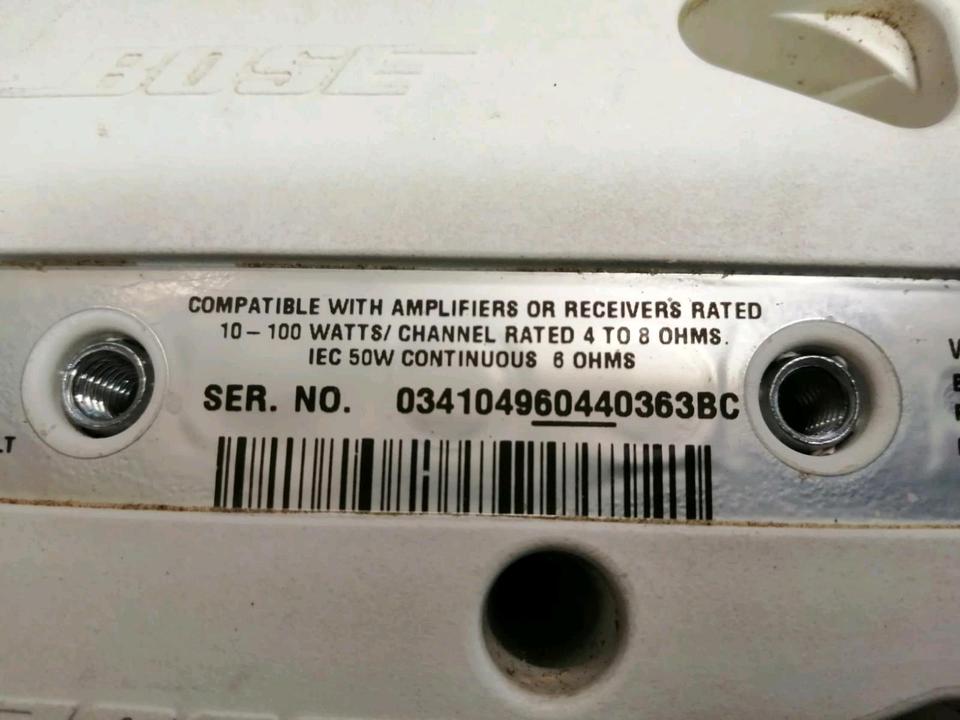 BOSE
COMPATIBLE WITH AMPLIFIERS OR RECEIVERS RATED
10 – 100 WATTS/ CHANNEL RATED 4 TO 8 OHMS.
IEC 50W CONTINUOUS 6 OHMS
SER. NO. 034104960440363BC